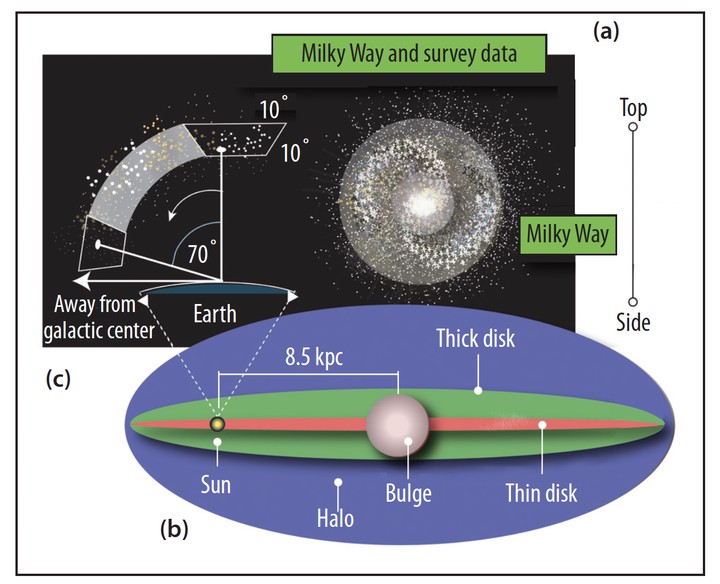 (a)
Milky Way and survey data
10°
10°
Top
70°
Milky Way
Away from
galactic center
Earth
Side
(c)
8.5 kpc
Thick disk
Sun
Bulge
Thin disk
Halo
(b)